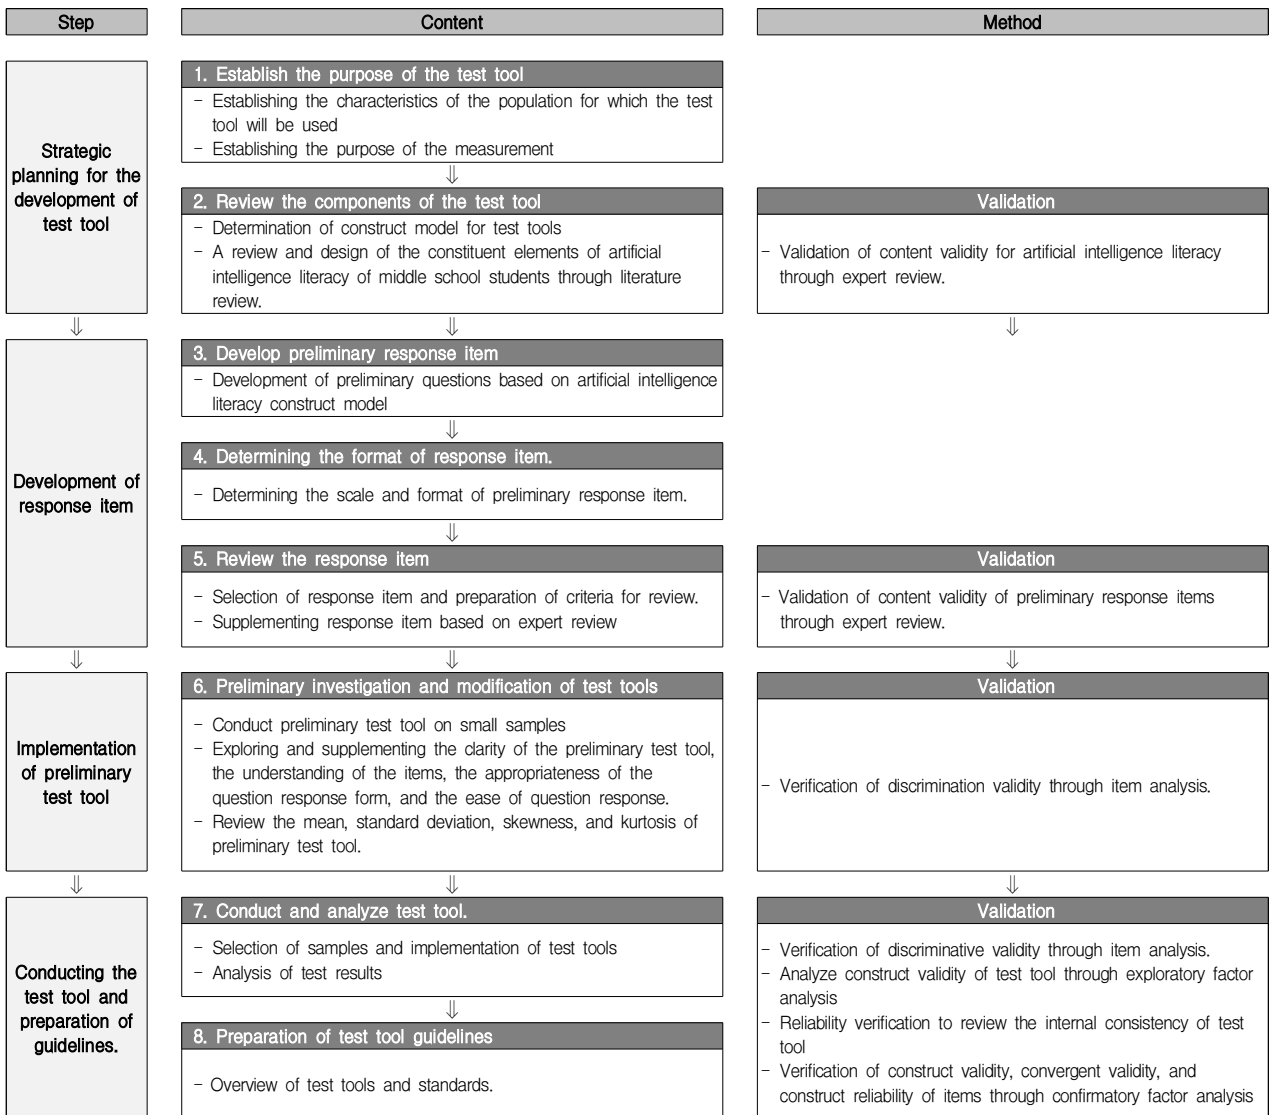 Step
Content
Method
Strategic
planning for the
development of
test tool
1. Establish the purpose of the test tool
- Establishing the characteristics of the population for which the test
tool will be used
- Establishing the purpose of the measurement
⇓
2. Review the components of the test tool
- Determination of construct model for test tools
- A review and design of the constituent elements of artificial
intelligence literacy of middle school students through literature
review.
Validation
- Validation of content validity for artificial intelligence literacy
through expert review.
⇓
⇓
⇓
Development of
response item
3. Develop preliminary response item
- Development of preliminary questions based on artificial intelligence
literacy construct model
⇓
4. Determining the format of response item.
- Determining the scale and format of preliminary response item.
⇓
5. Review the response item
- Selection of response item and preparation of criteria for review.
- Supplementing response item based on expert review
Validation
- Validation of content validity of preliminary response items
through expert review.
⇓
⇓
⇓
Implementation
of preliminary
test tool
6. Preliminary investigation and modification of test tools
- Conduct preliminary test tool on small samples
- Exploring and supplementing the clarity of the preliminary test tool,
the understanding of the items, the appropriateness of the
question response form, and the ease of question response.
- Review the mean, standard deviation, skewness, and kurtosis of
preliminary test tool.
Validation
- Verification of discrimination validity through item analysis.
⇓
⇓
⇓
Conducting the
test tool and
preparation of
guidelines.
7. Conduct and analyze test tool.
- Selection of samples and implementation of test tools
- Analysis of test results
⇓
8. Preparation of test tool guidelines
- Overview of test tools and standards.
Validation
- Verification of discriminative validity through item analysis.
- Analyze construct validity of test tool through exploratory factor
analysis
- Reliability verification to review the internal consistency of test
tool
- Verification of construct validity, convergent validity, and
construct reliability of items through confirmatory factor analysis